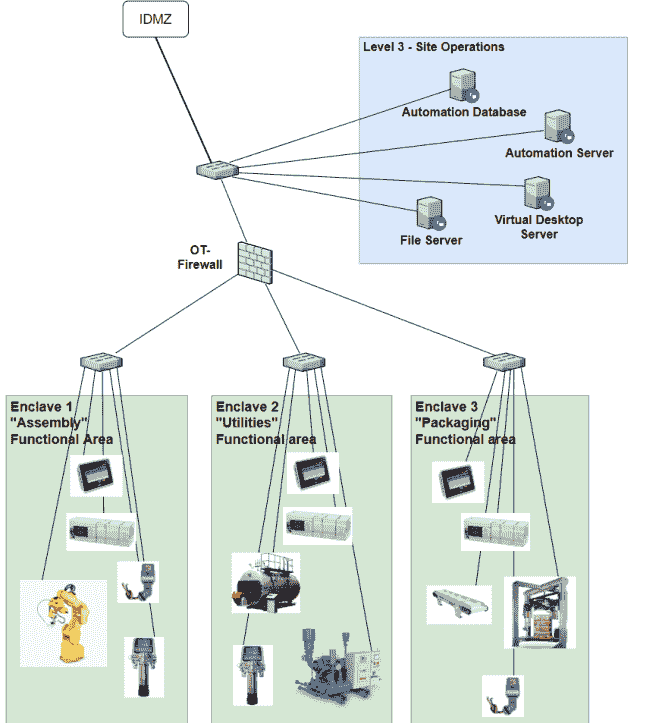 IDMZ
Level 3 - Site Operations
Automation Database
Automation Server
Virtual Desktop
Server
File Server
OT-
Firewall
Enclave 1
"Assembly"
Functional Area
Enclave 2
"Utilities"
Functional area
Enclave 3
"Packaging"
Functional area